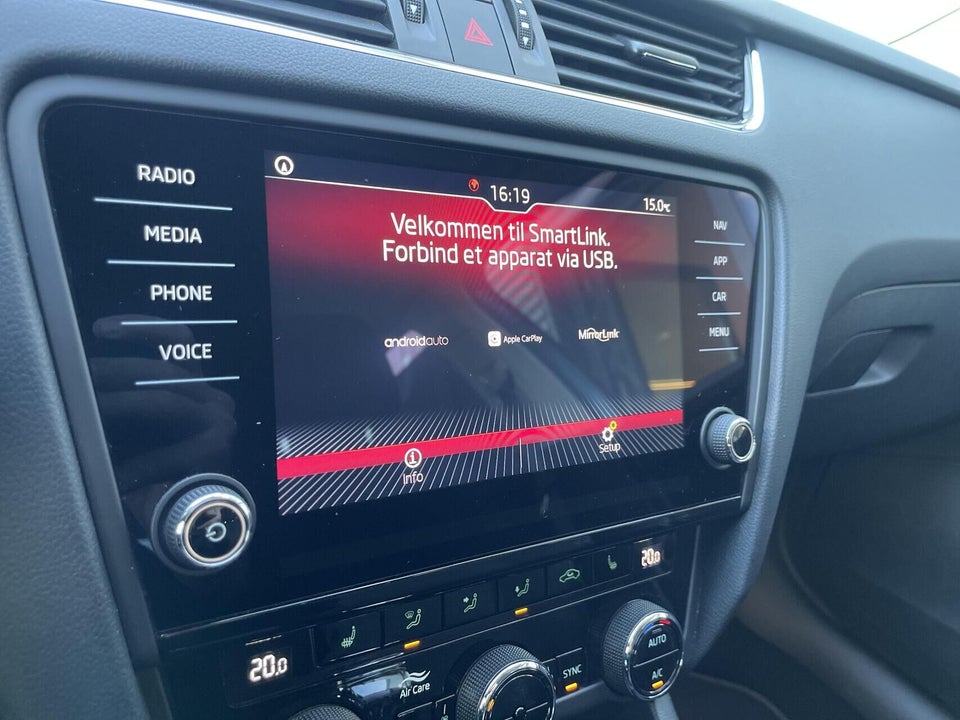 RADIO
MEDIA
PHONE
VOICE
16:19
15.0°C
Velkommen til SmartLink.
Forbind et apparat via USB.
androidauto
Apple CarPlay
MirrorLink
Info
Setup
NAV
APP
CAR
MENU
20.0
20.0
Air Care
SYNC
AUTO
A/C